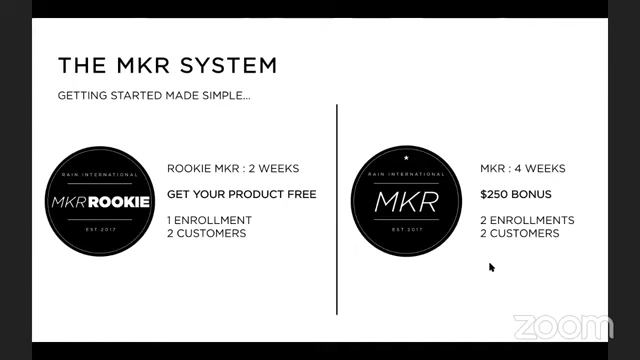 THE MKR SYSTEM
GETTING STARTED MADE SIMPLE...
RAIN INTERNATIONAL
MKRROOKIE
EST.2017
ROOKIE MKR : 2 WEEKS
GET YOUR PRODUCT FREE
1 ENROLLMENT
2 CUSTOMERS
RAIN INTERNATIONAL
MKR
EST.2017
MKR : 4 WEEKS
$250 BONUS
2 ENROLLMENTS
2 CUSTOMERS
zoom